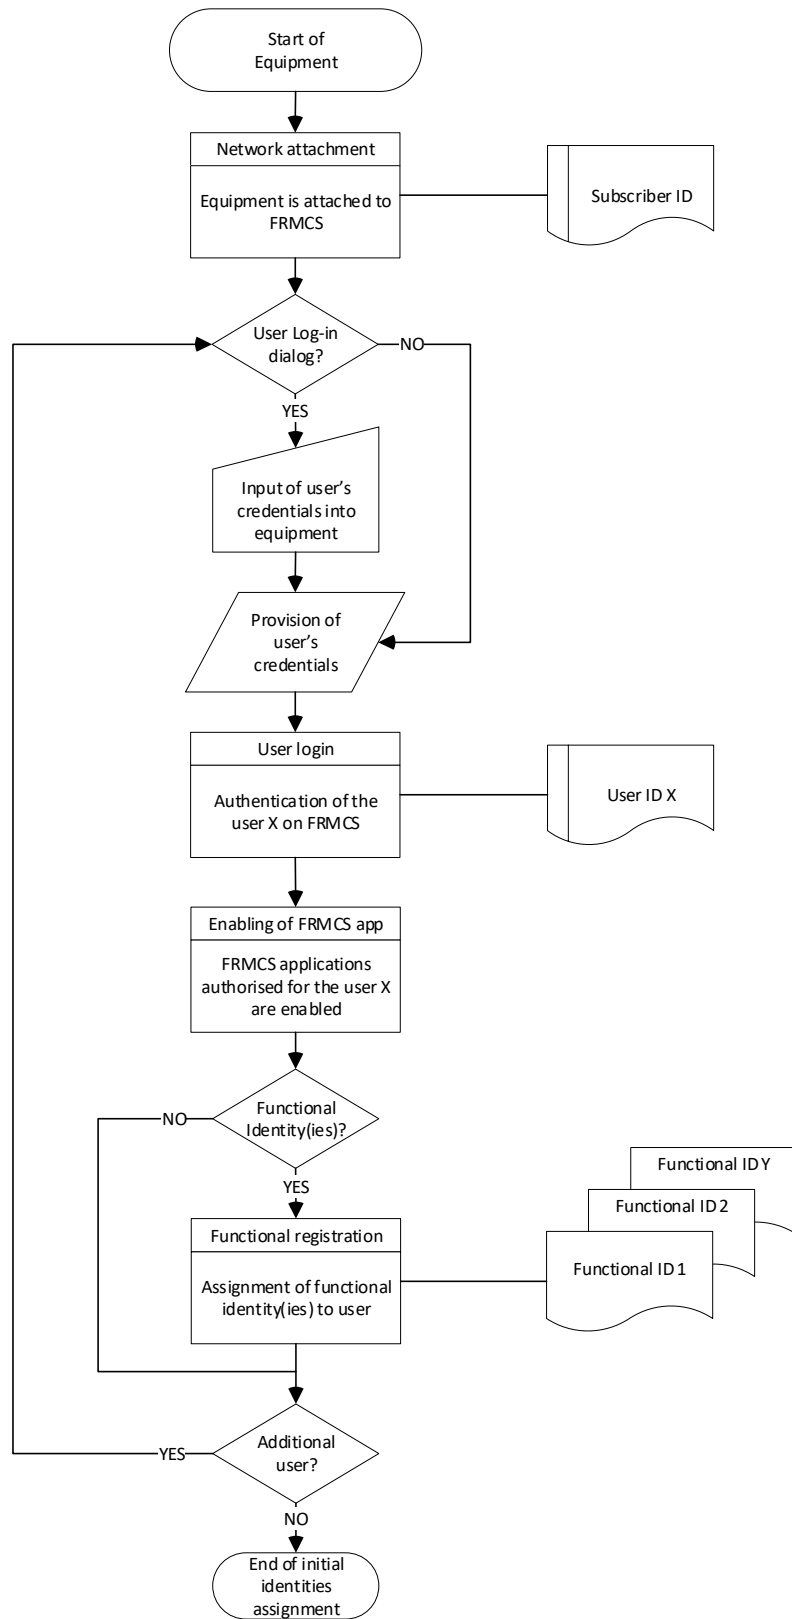 Start of
Equipment
Network attachment
Equipment is attached to
FRMCS
Subscriber ID
User Log-in
dialog?
NO
YES
Input of user’s
credentials into
equipment
Provision of
user’s
credentials
User login
Authentication of the
user X on FRMCS
User ID X
Enabling of FRMCS app
FRMCS applications
authorised for the user X
are enabled
Functional
Identity(ies)?
NO
YES
Functional registration
Assignment of functional
identity(ies) to user
Functional ID Y
Functional ID 2
Functional ID 1
Additional
user?
YES
NO
End of initial
identities
assignment